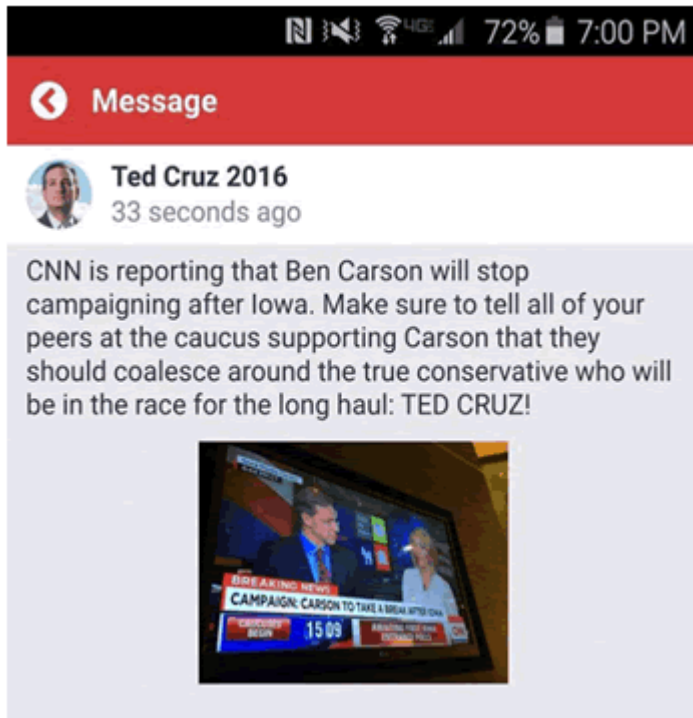 4G 72% 7:00 PM
Message
Ted Cruz 2016
33 seconds ago
CNN is reporting that Ben Carson will stop
campaigning after Iowa. Make sure to tell all of your
peers at the caucus supporting Carson that they
should coalesce around the true conservative who will
be in the race for the long haul: TED CRUZ!
BREAKING NEWS
CAMPAIGN: CARSON TO TAKE A BREAK AFTER IOWA
CAUCUSES
BEGIN
15 09
CNN